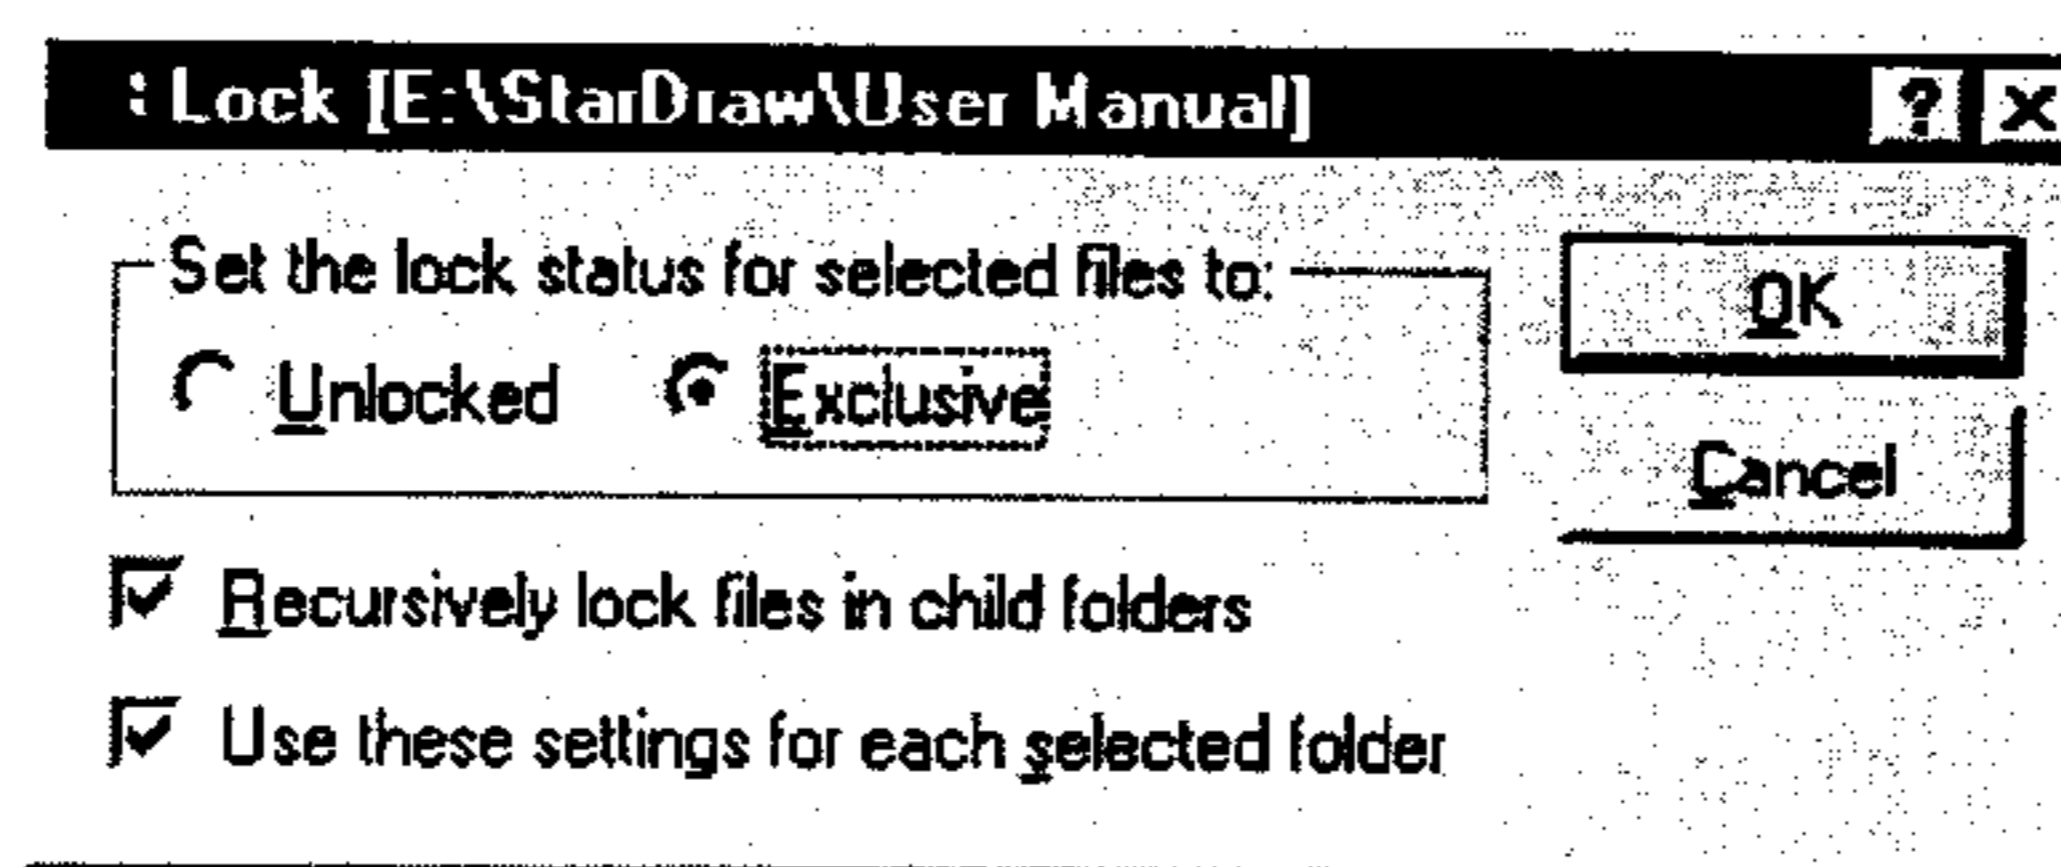 : Lock [E:\StarDraw\User Manual] ? X
Set the lock status for selected files to:
Unlocked Exclusive
OK
Cancel
Recursively lock files in child folders
Use these settings for each selected folder